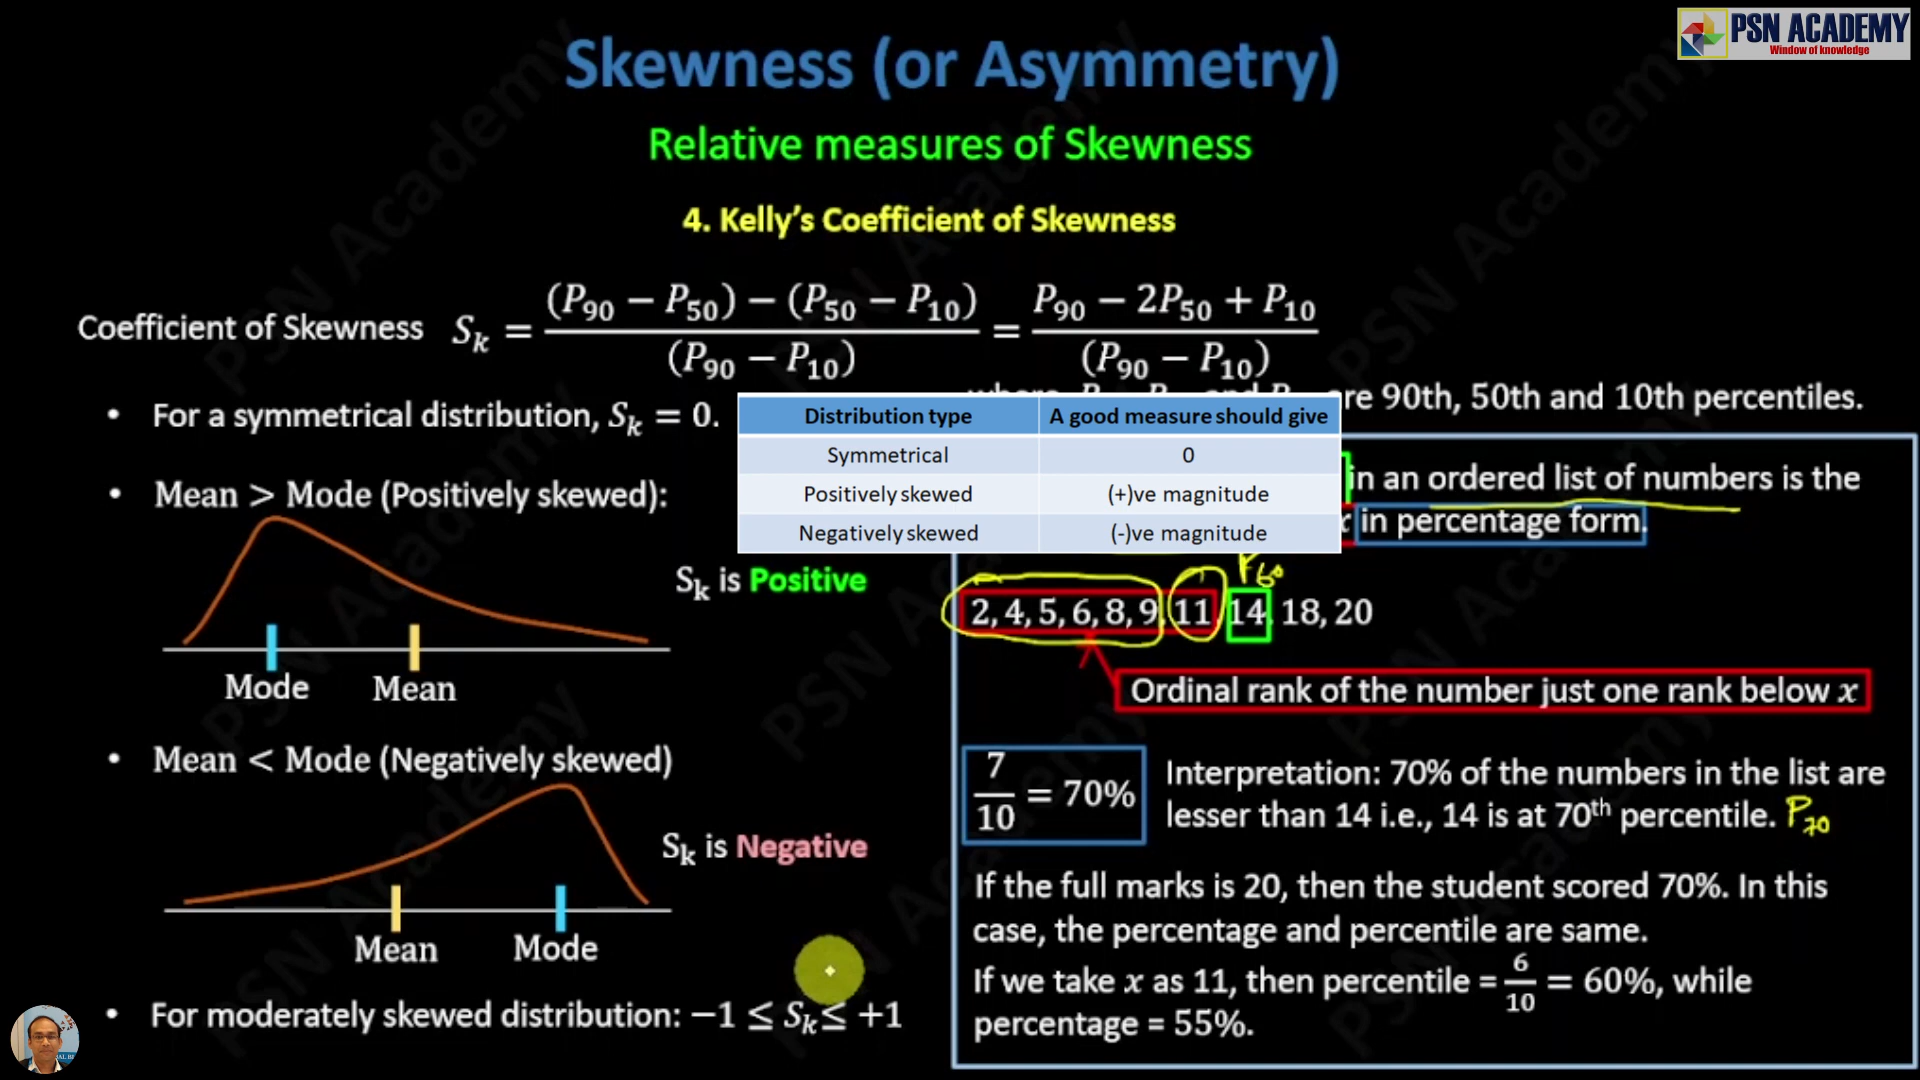 PSN ACADEMY
Window of knowledge
Skewness (or Asymmetry)
Relative measures of Skewness
4. Kelly's Coefficient of Skewness
Coefficient of Skewness S_k = ((P_90 − P_50) − (P_50 − P_10)) / (P_90 − P_10) = (P_90 − 2P_50 + P_10) / (P_90 − P_10)
are 90th, 50th and 10th percentiles.
• For a symmetrical distribution, S_k = 0.
Distribution type A good measure should give
Symmetrical 0
Positively skewed (+)ve magnitude
Negatively skewed (-)ve magnitude
• Mean > Mode (Positively skewed):
S_k is Positive
Mode Mean
• Mean < Mode (Negatively skewed)
S_k is Negative
Mean Mode
• For moderately skewed distribution: −1 ≤ S_k ≤ +1
in an ordered list of numbers is the
in percentage form.
P_60
2, 4, 5, 6, 8, 9, 11, 14, 18, 20
Ordinal rank of the number just one rank below x
7/10 = 70%
Interpretation: 70% of the numbers in the list are
lesser than 14 i.e., 14 is at 70th percentile. P_70
If the full marks is 20, then the student scored 70%. In this
case, the percentage and percentile are same.
If we take x as 11, then percentile = 6/10 = 60%, while
percentage = 55%.